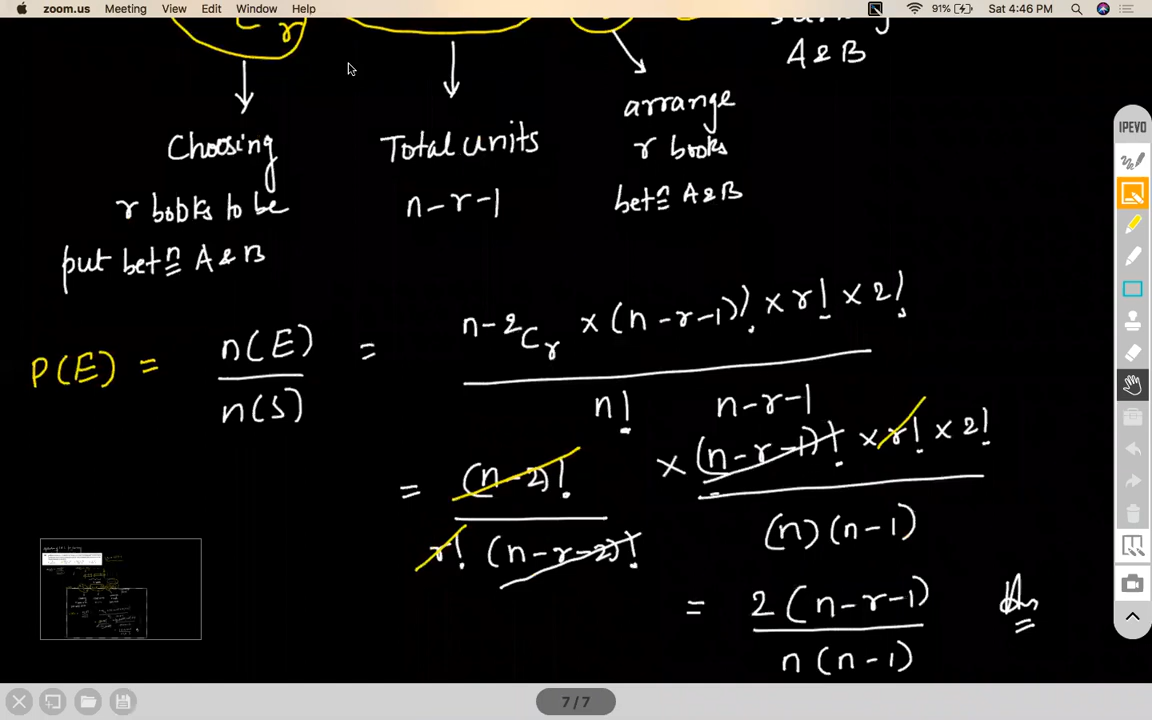 zoom.us Meeting View Edit Window Help 91% Sat 4:46 PM
r
A & B
Choosing
r books to be
put betn A & B
Total units
n-r-1
arrange
r books
betn A & B
IPEVO
P(E) = n(E) / n(S) = n-2Cr × (n-r-1)! × r! × 2! / n!
n-r-1
= (n-2)! / r! (n-r-2)! × (n-r-1)! × r! × 2! / (n)(n-1)
= 2(n-r-1) / n(n-1) Ans
7/7